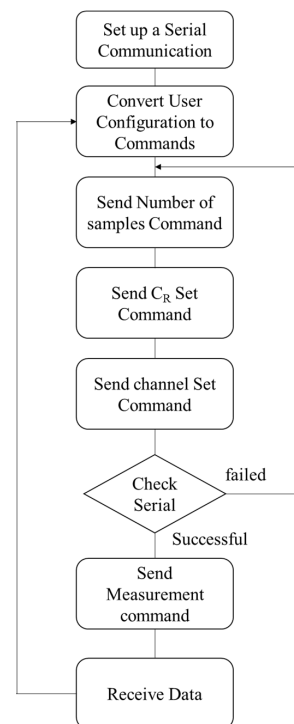 Set up a Serial
Communication
Convert User
Configuration to
Commands
Send Number of
samples Command
Send C_R Set
Command
Send channel Set
Command
Check
Serial
failed
Successful
Send
Measurement
command
Receive Data